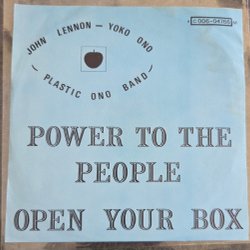 JOHN LENNON – YOKO ONO
– PLASTIC ONO BAND –
POWER TO THE
PEOPLE
OPEN YOUR BOX